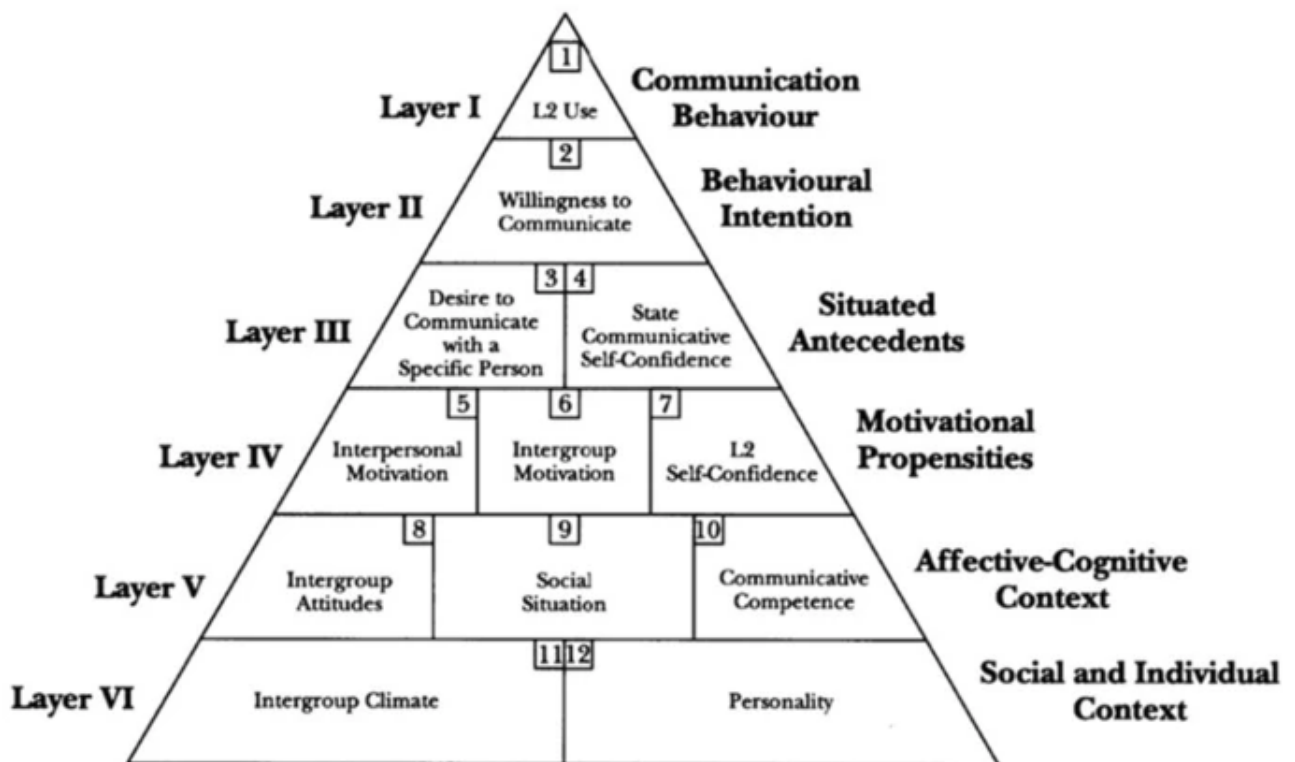 1
Layer I
L2 Use
Communication
Behaviour
2
Layer II
Willingness to
Communicate
Behavioural
Intention
3 4
Layer III
Desire to
Communicate
with a
Specific Person
State
Communicative
Self-Confidence
Situated
Antecedents
5 6 7
Layer IV
Interpersonal
Motivation
Intergroup
Motivation
L2
Self-Confidence
Motivational
Propensities
8 9 10
Layer V
Intergroup
Attitudes
Social
Situation
Communicative
Competence
Affective-Cognitive
Context
11 12
Layer VI
Intergroup Climate
Personality
Social and Individual
Context